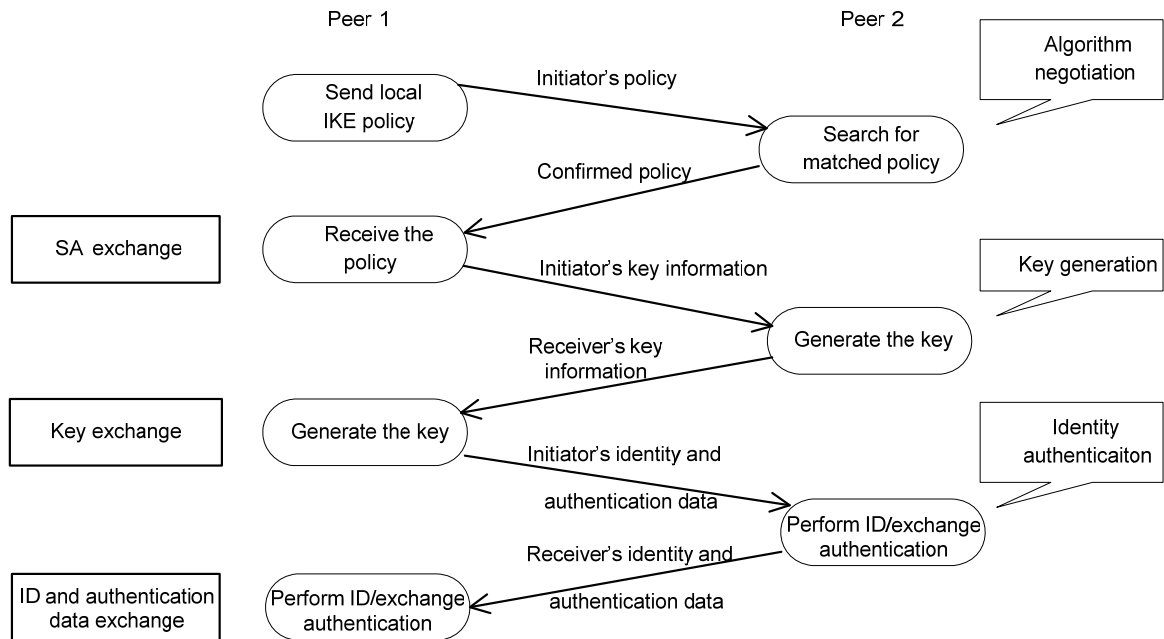 Peer 1
Peer 2
Algorithm
negotiation
Initiator's policy
Send local
IKE policy
Search for
matched policy
Confirmed policy
SA exchange
Receive the
policy
Initiator's key information
Key generation
Generate the key
Receiver's key
information
Key exchange
Generate the key
Identity
authenticaiton
Initiator's identity and
authentication data
Perform ID/exchange
authentication
Receiver's identity and
authentication data
ID and authentication
data exchange
Perform ID/exchange
authentication